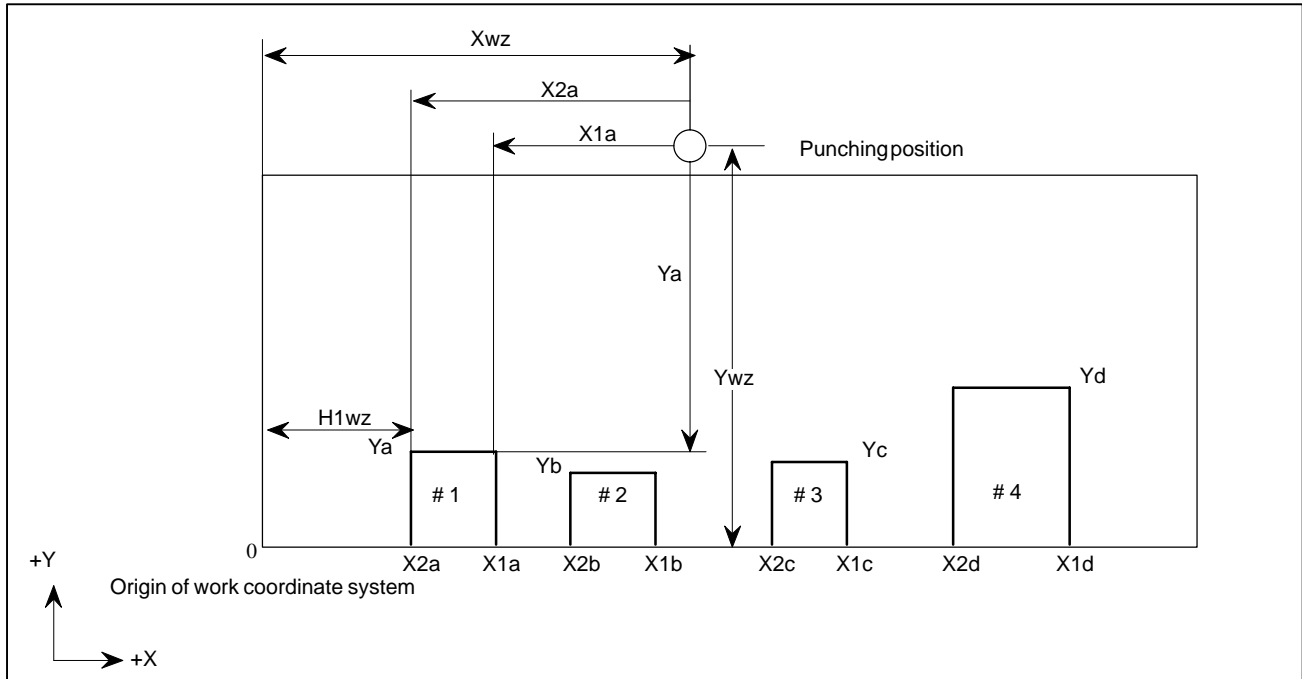 Xwz
X2a
X1a
Punchingposition
Ya
Ywz
Yd
H1wz
Ya
Yb
Yc
# 1
# 2
# 3
# 4
0
X2a
X1a
X2b
X1b
X2c
X1c
X2d
X1d
+Y
Origin of work coordinate system
+X